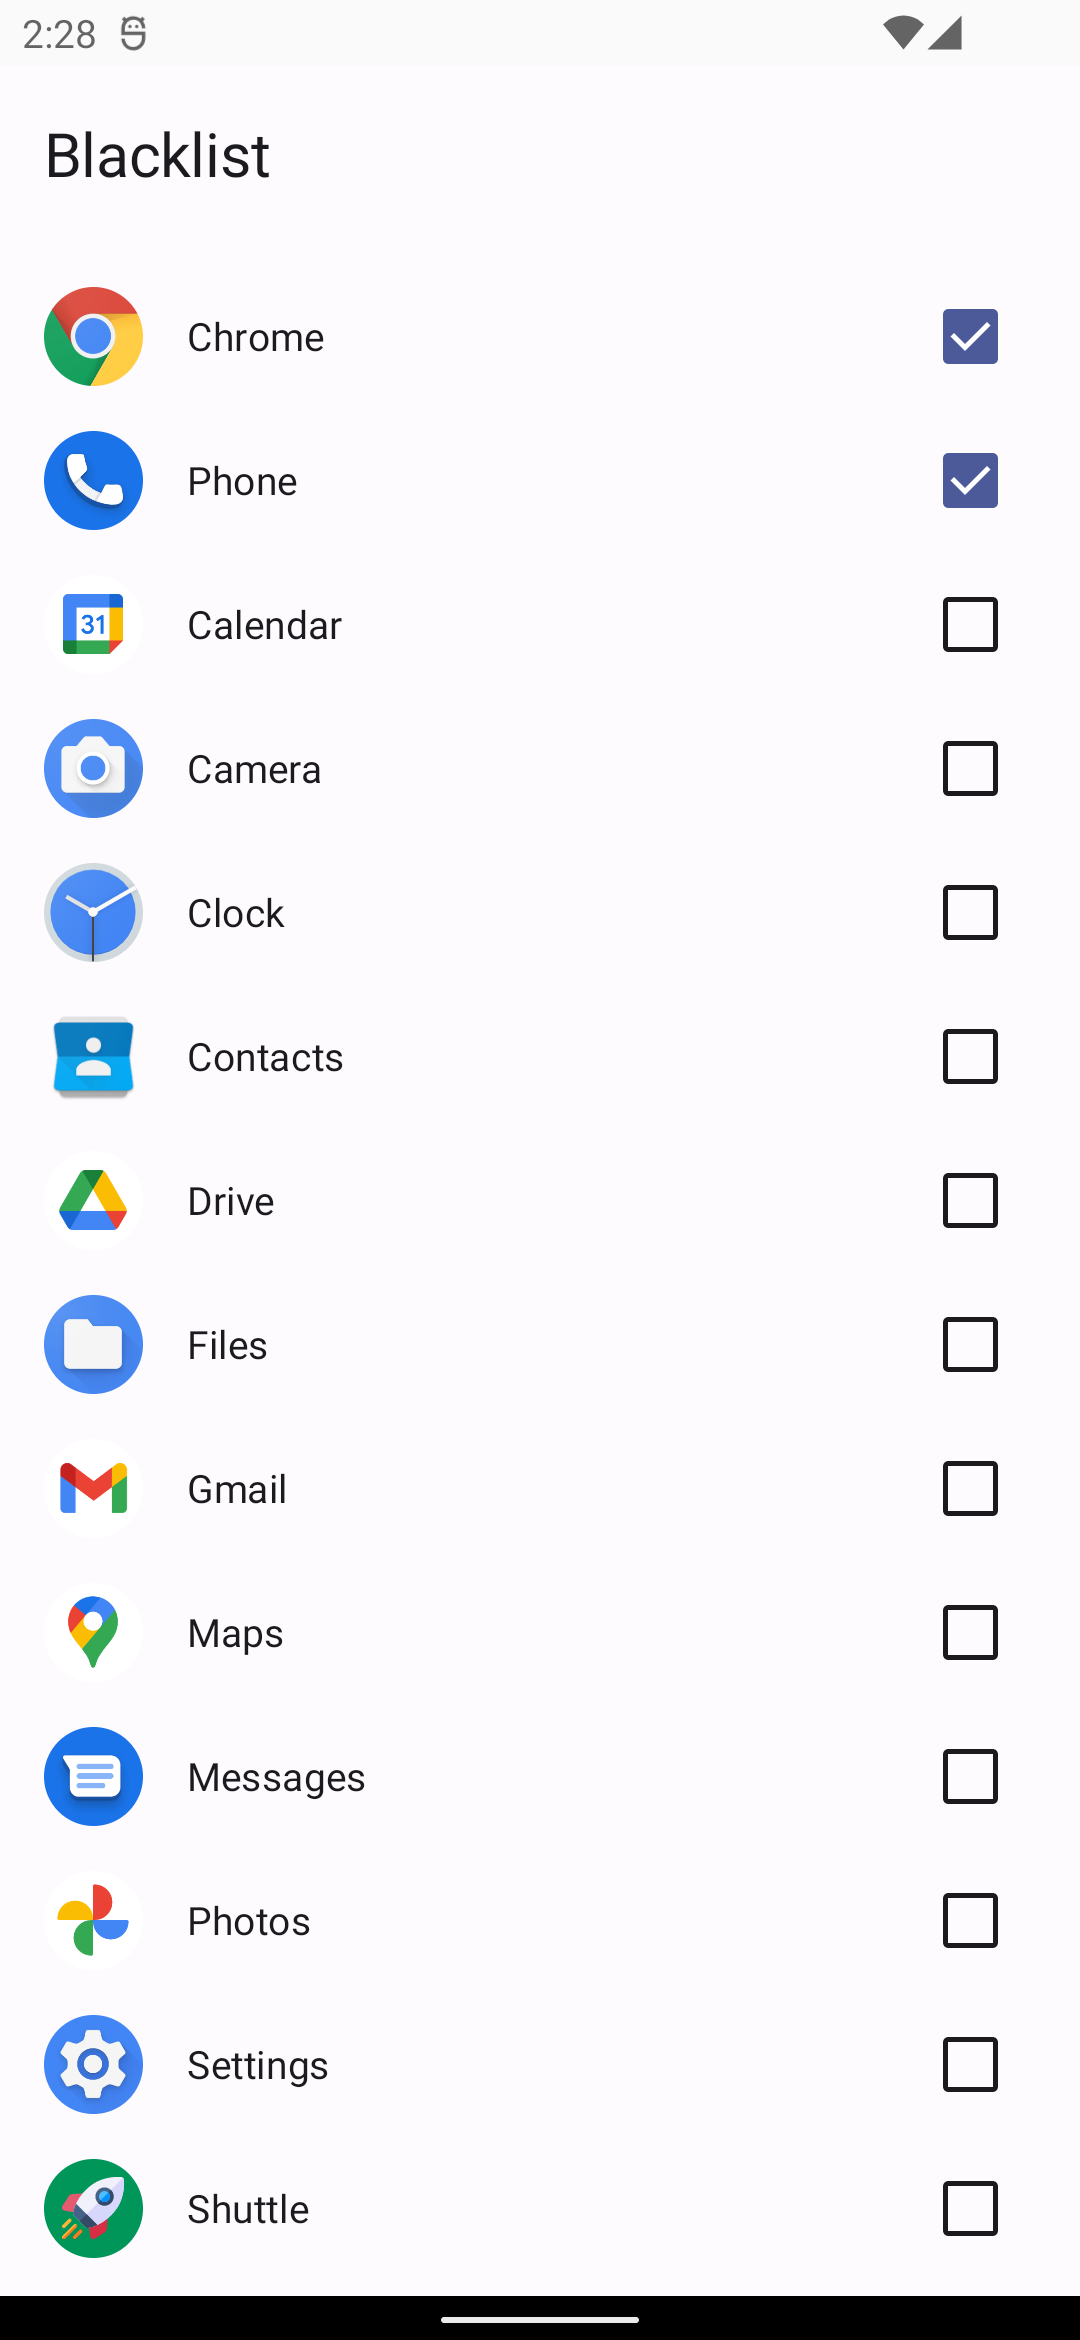 2:28
Blacklist
Chrome
Phone
31
Calendar
Camera
Clock
Contacts
Drive
Files
Gmail
Maps
Messages
Photos
Settings
Shuttle